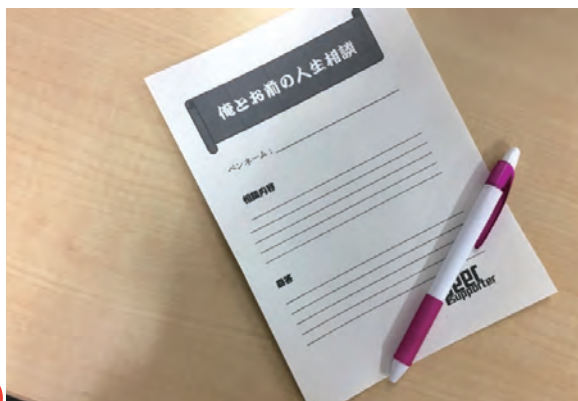 俺とお前の人生相談
ペンネーム：
相談内容
回答
peer
supporter